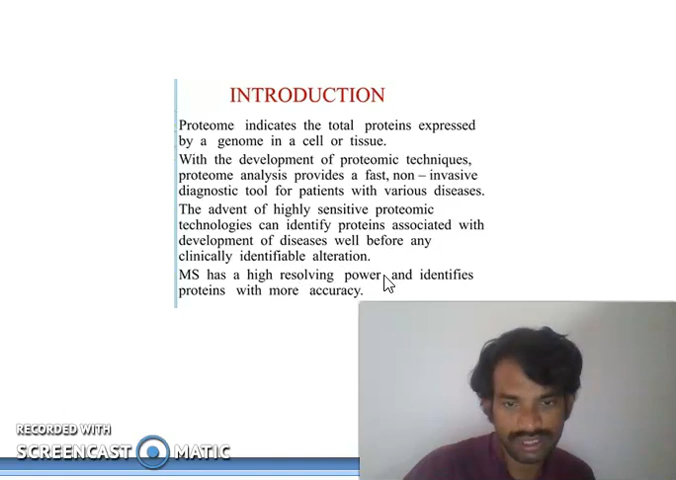 INTRODUCTION
Proteome indicates the total proteins expressed
by a genome in a cell or tissue.
With the development of proteomic techniques,
proteome analysis provides a fast, non – invasive
diagnostic tool for patients with various diseases.
The advent of highly sensitive proteomic
technologies can identify proteins associated with
development of diseases well before any
clinically identifiable alteration.
MS has a high resolving power and identifies
proteins with more accuracy.
RECORDED WITH
SCREENCAST MATIC